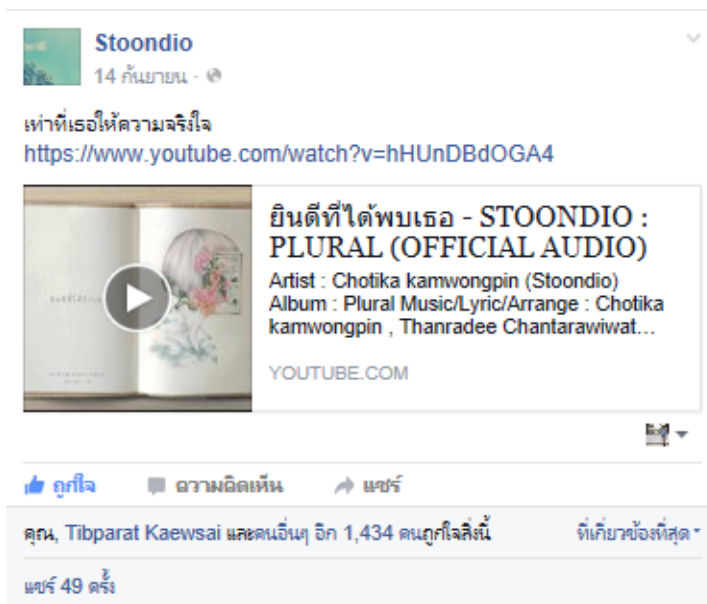 Stoondio
14 กันยายน ·
เท่าที่เธอให้ความจริงใจ
https://www.youtube.com/watch?v=hHUnDBdOGA4
ยินดีที่ได้พบเธอ - STOONDIO :
PLURAL (OFFICIAL AUDIO)
Artist : Chotika kamwongpin (Stoondio)
Album : Plural Music/Lyric/Arrange : Chotika
kamwongpin , Thanradee Chantarawiwat...
YOUTUBE.COM
ถูกใจ ความคิดเห็น แชร์
คุณ, Tibparat Kaewsai และคนอื่นๆ อีก 1,434 คนถูกใจสิ่งนี้ ที่เกี่ยวข้องที่สุด
แชร์ 49 ครั้ง